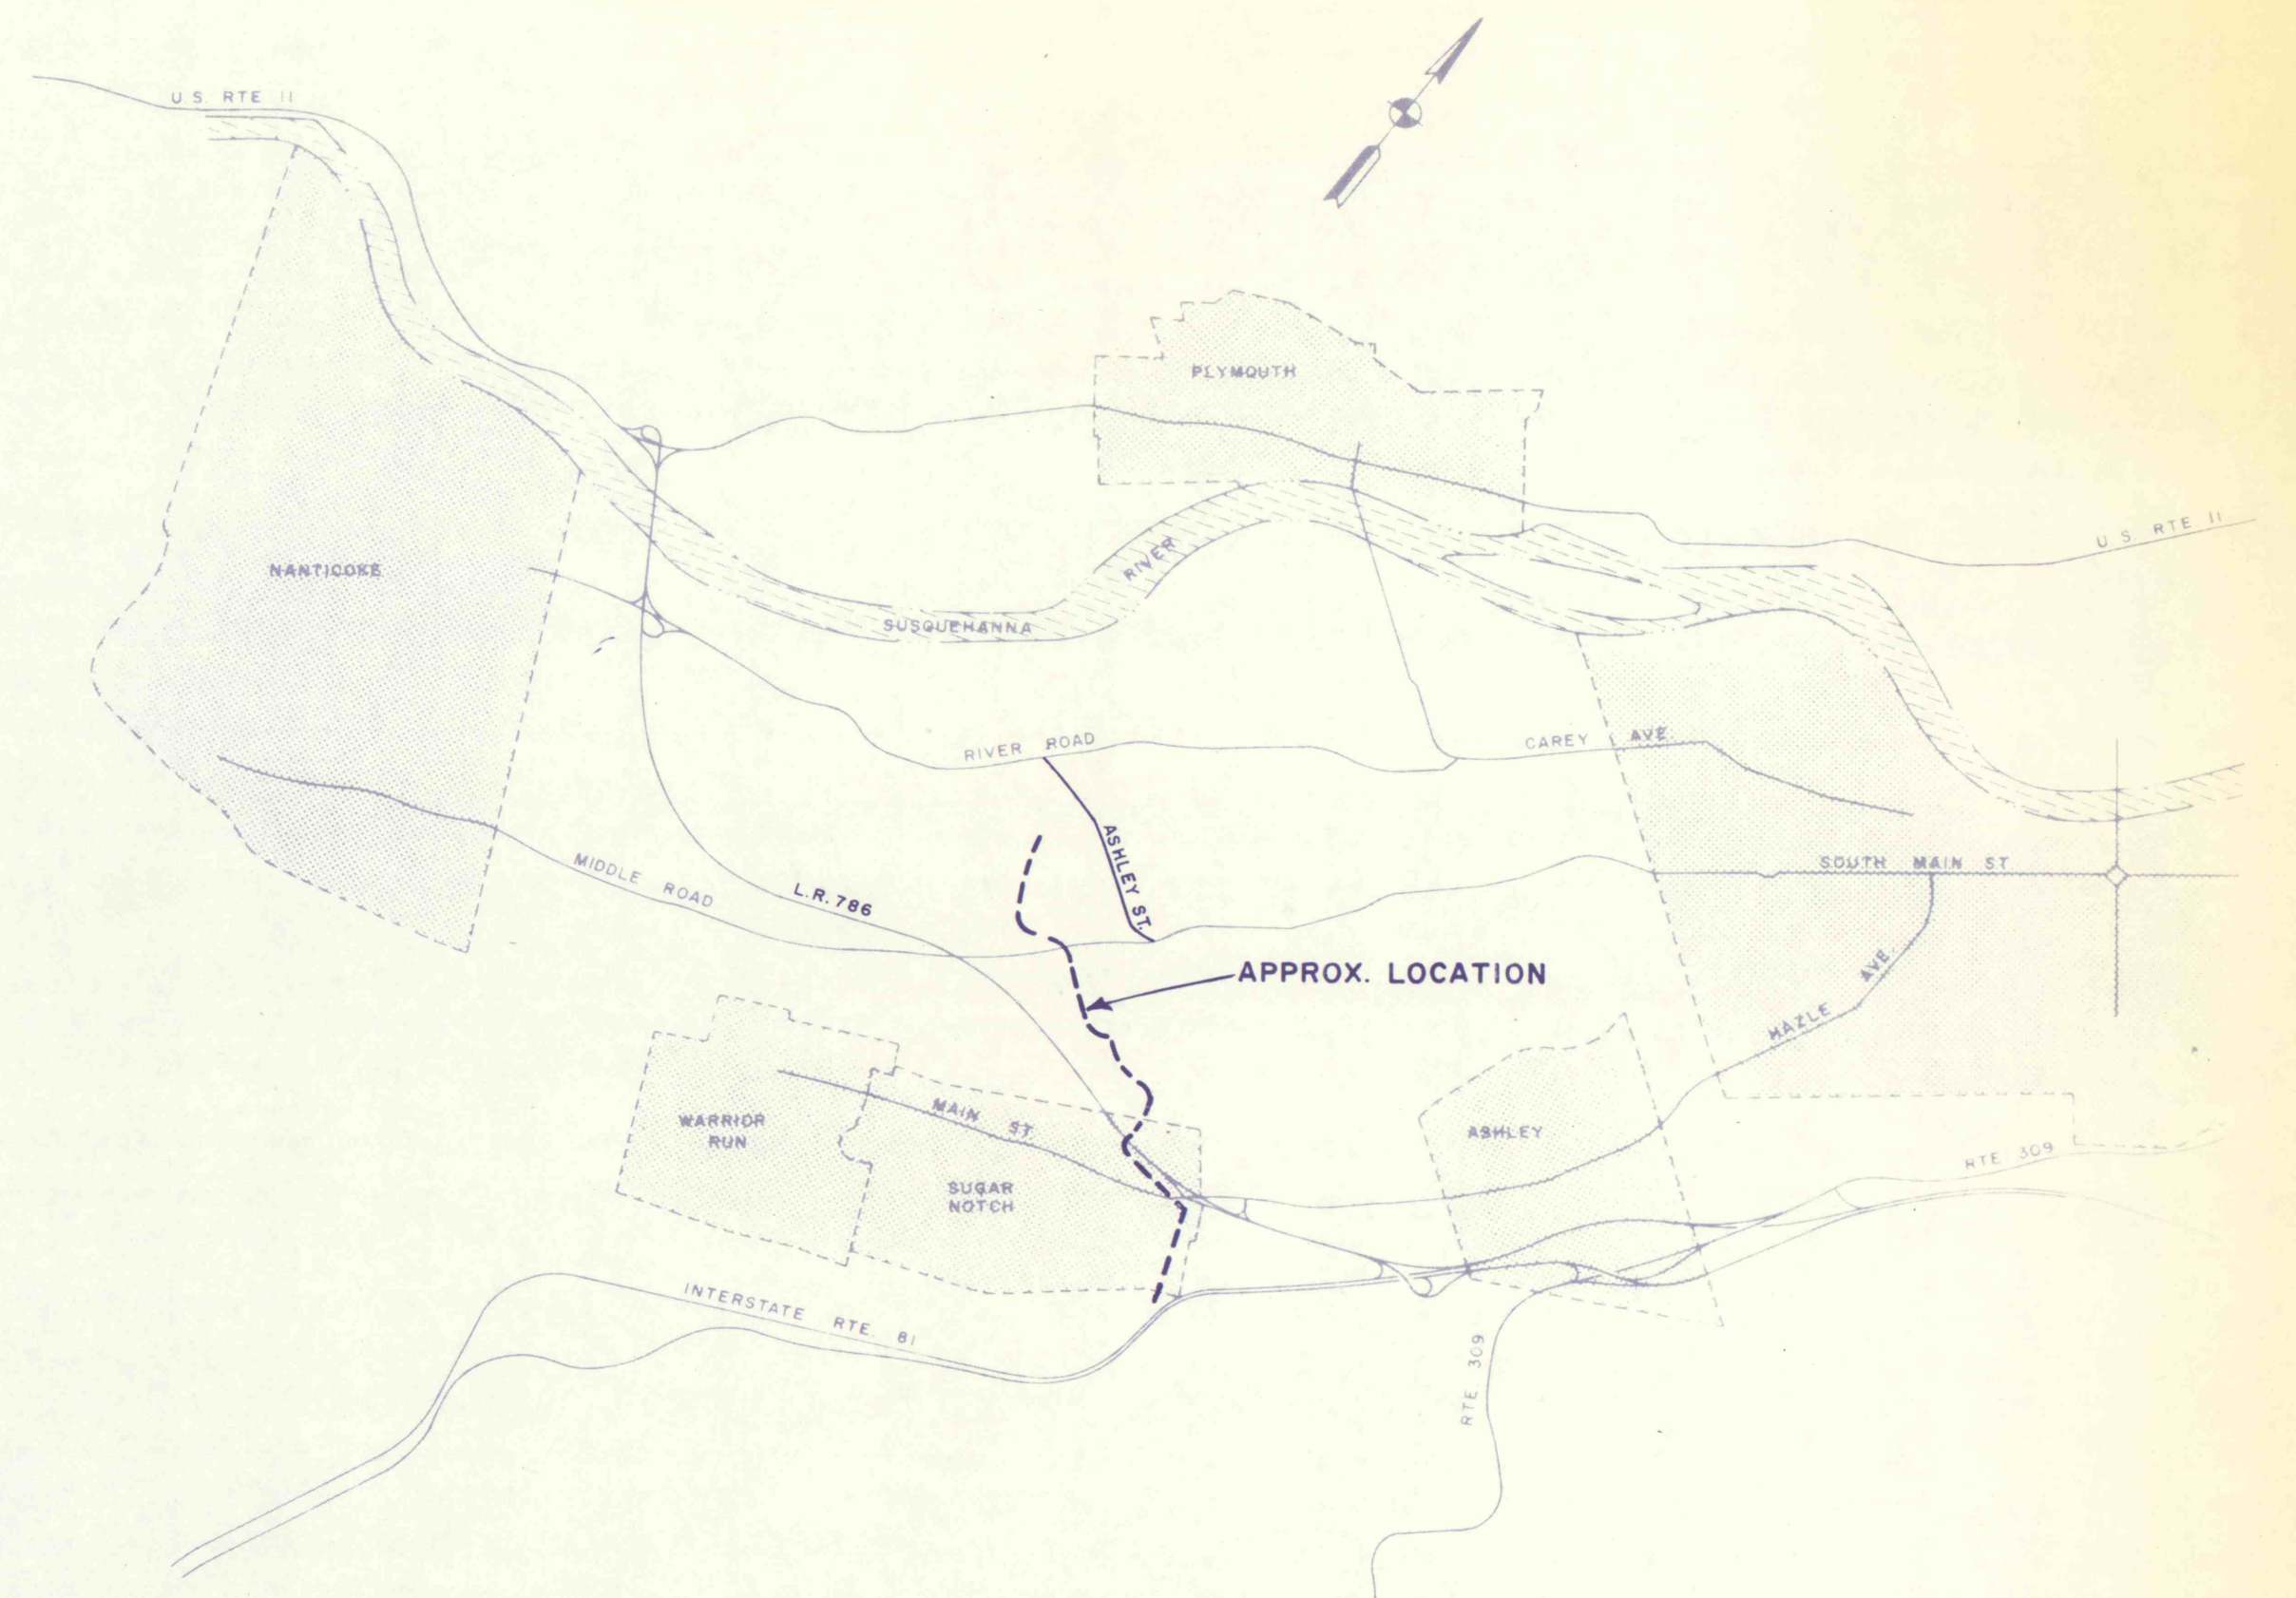 U.S. RTE 11
PLYMOUTH
U.S. RTE 11
NANTICOKE
RIVER
SUSQUEHANNA
RIVER ROAD
CAREY AVE.
ASHLEY ST.
MIDDLE ROAD
L.R. 786
SOUTH MAIN ST
APPROX. LOCATION
HAZLE AVE.
MAIN ST.
WARRIOR
RUN
ASHLEY
RTE 309
SUGAR
NOTCH
INTERSTATE RTE. 81
RTE 309